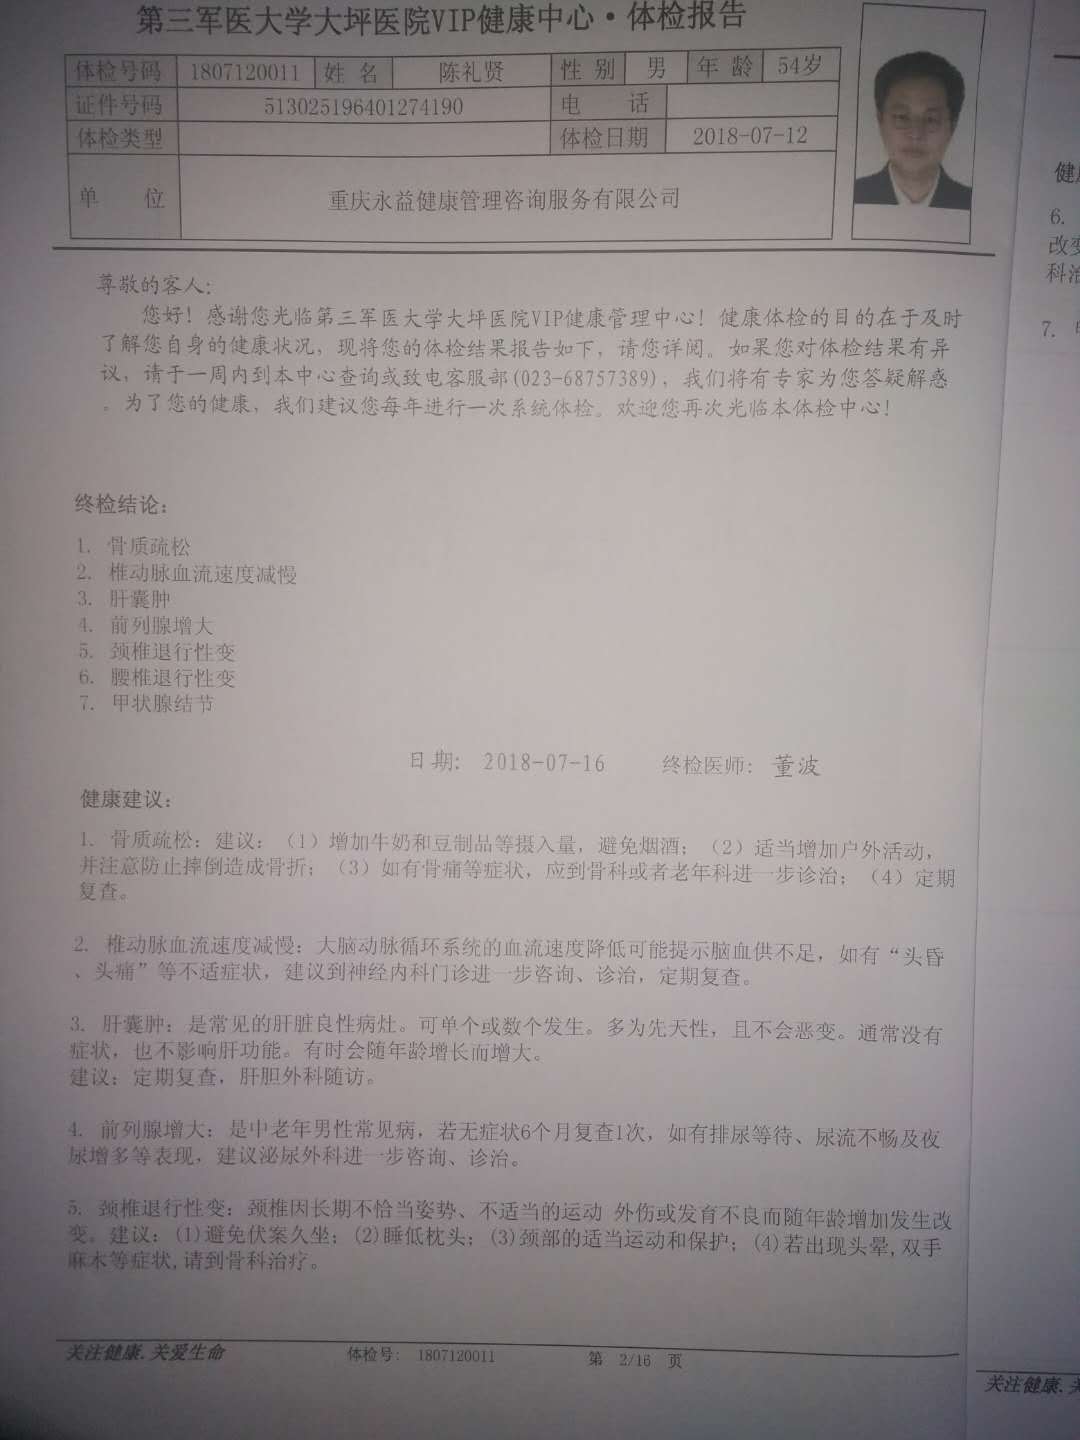 第三军医大学大坪医院VIP健康中心·体检报告
体检号码 1807120011 姓 名 陈礼贤 性 别 男 年 龄 54岁
证件号码 513025196401274190 电 话
体检类型 体检日期 2018-07-12
单 位 重庆永益健康管理咨询服务有限公司
尊敬的客人:
您好! 感谢您光临第三军医大学大坪医院VIP健康管理中心! 健康体检的目的在于及时
了解您自身的健康状况, 现将您的体检结果报告如下, 请您详阅。如果您对体检结果有异
议, 请于一周内到本中心查询或致电客服部(023-68757389), 我们将有专家为您答疑解惑
。为了您的健康, 我们建议您每年进行一次系统体检。欢迎您再次光临本体检中心!
终检结论:
1. 骨质疏松
2. 椎动脉血流速度减慢
3. 肝囊肿
4. 前列腺增大
5. 颈椎退行性变
6. 腰椎退行性变
7. 甲状腺结节
日期: 2018-07-16 终检医师: 董波
健康建议:
1. 骨质疏松: 建议: (1) 增加牛奶和豆制品等摄入量, 避免烟酒; (2) 适当增加户外活动,
并注意防止摔倒造成骨折; (3) 如有骨痛等症状, 应到骨科或者老年科进一步诊治; (4) 定期
复查。
2. 椎动脉血流速度减慢: 大脑动脉循环系统的血流速度降低可能提示脑血供不足, 如有“头昏
、头痛”等不适症状, 建议到神经内科门诊进一步咨询、诊治, 定期复查。
3. 肝囊肿: 是常见的肝脏良性病灶。可单个或数个发生。多为先天性, 且不会恶变。通常没有
症状, 也不影响肝功能。有时会随年龄增长而增大。
建议: 定期复查, 肝胆外科随访。
4. 前列腺增大: 是中老年男性常见病, 若无症状6个月复查1次, 如有排尿等待、尿流不畅及夜
尿增多等表现, 建议泌尿外科进一步咨询、诊治。
5. 颈椎退行性变: 颈椎因长期不恰当姿势、不适当的运动 外伤或发育不良而随年龄增加发生改
变。建议: (1)避免伏案久坐; (2)睡低枕头; (3)颈部的适当运动和保护; (4)若出现头晕, 双手
麻木等症状, 请到骨科治疗。
关注健康. 关爱生命 体检号: 1807120011 第 2/16 页
6.
改变
科治
7.
关注健康.